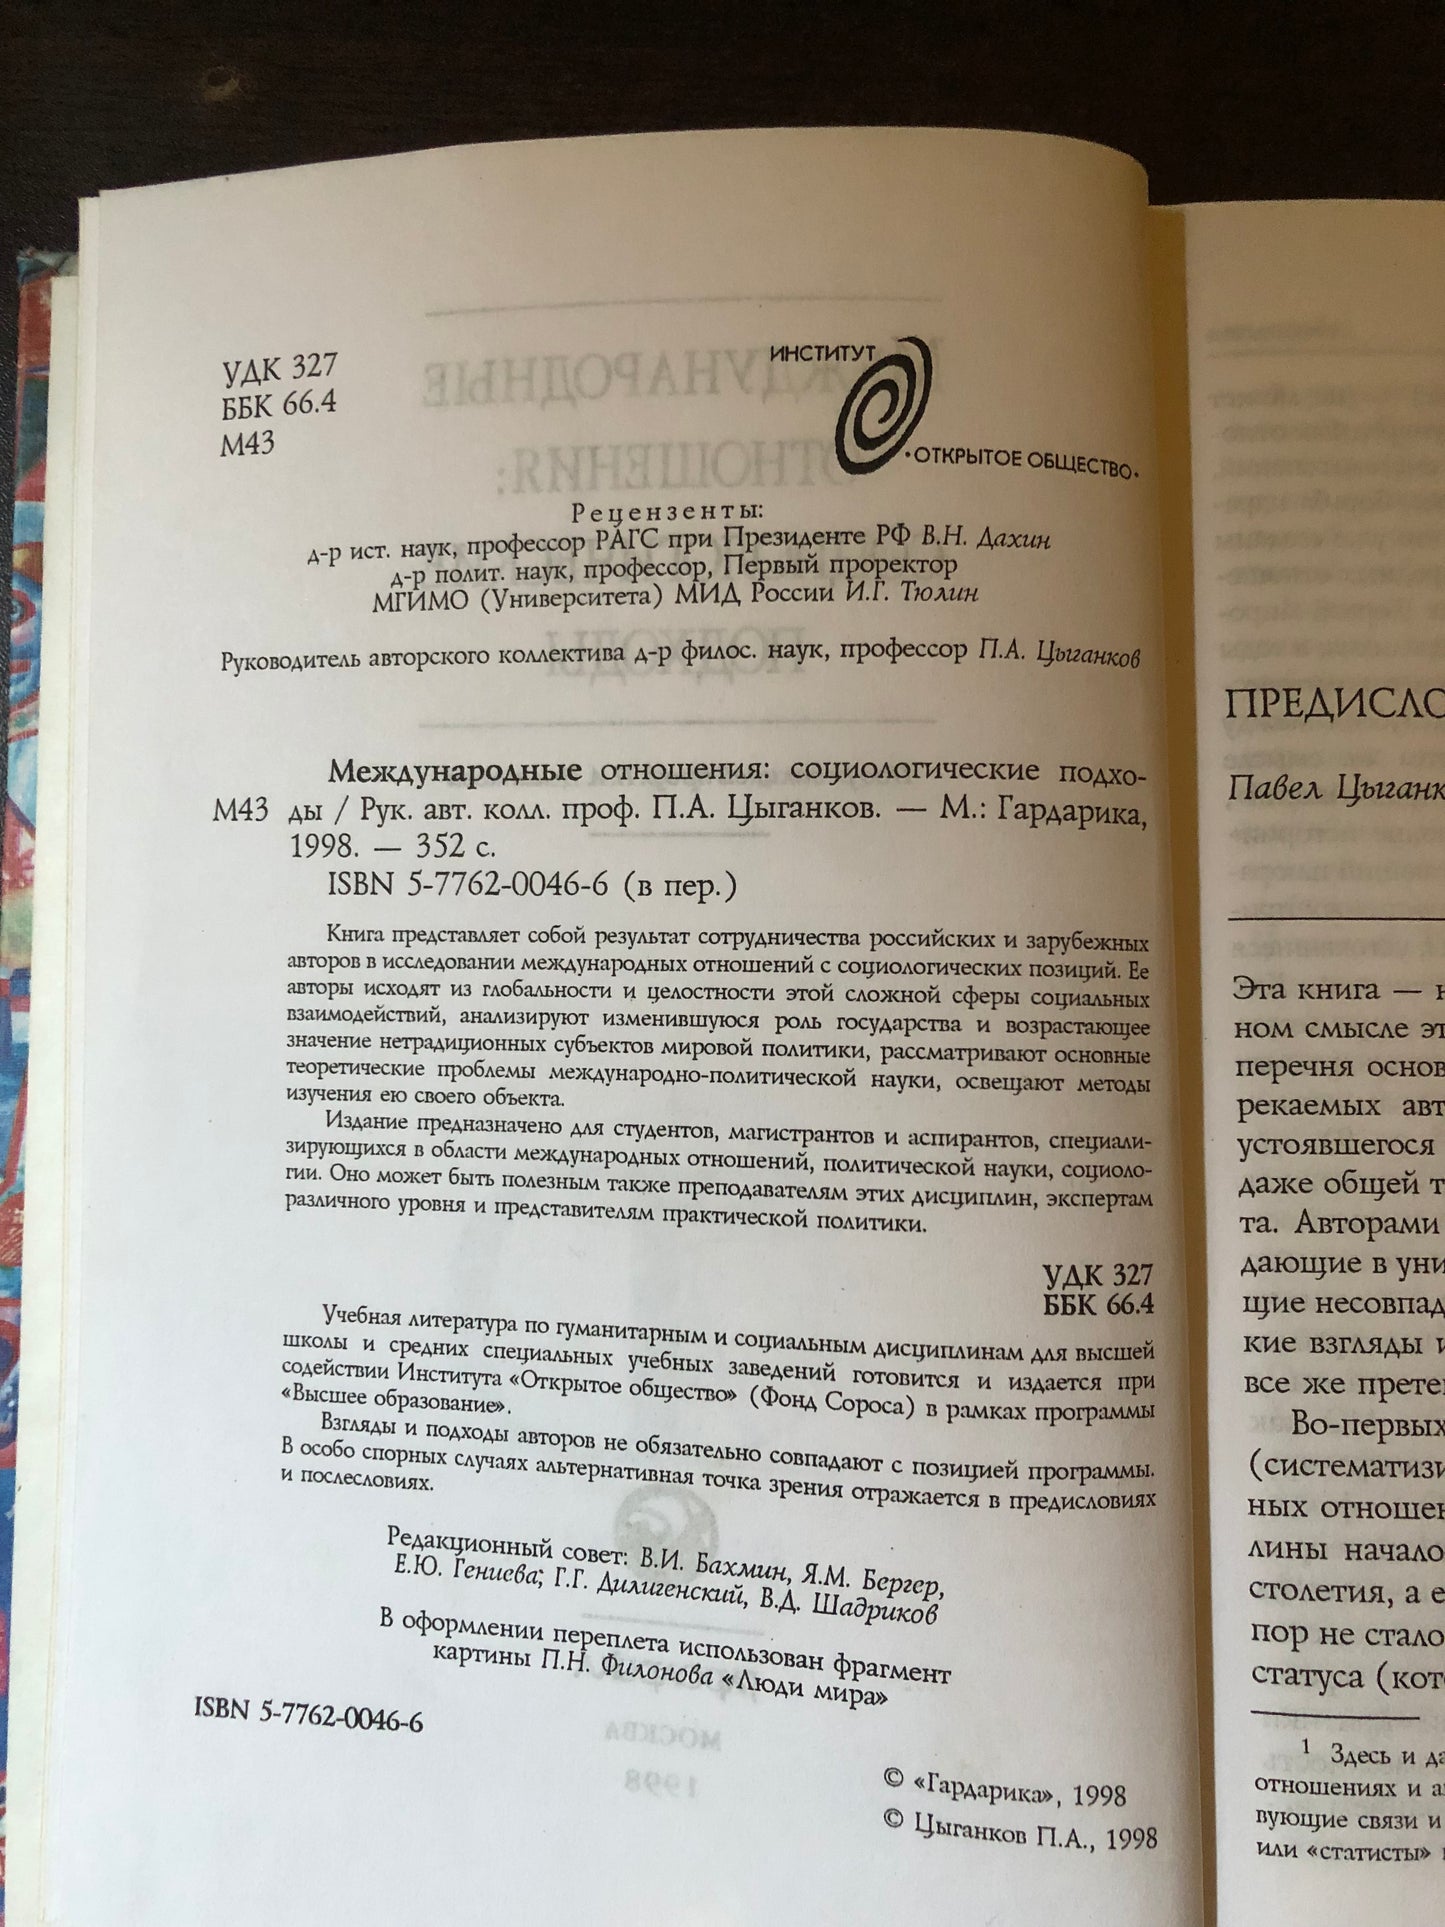 УДК 327
ББК 66.4
М43
ИНСТИТУТ
·ОТКРЫТОЕ ОБЩЕСТВО·
Рецензенты:
д-р ист. наук, профессор РАГС при Президенте РФ В.Н. Дахин
д-р полит. наук, профессор, Первый проректор
МГИМО (Университета) МИД России И.Г. Тюлин
Руководитель авторского коллектива д-р филос. наук, профессор П.А. Цыганков
Международные отношения: социологические подхо-
М43 ды / Рук. авт. колл. проф. П.А. Цыганков. — М.: Гардарика,
1998. — 352 с.
ISBN 5-7762-0046-6 (в пер.)
Книга представляет собой результат сотрудничества российских и зарубежных
авторов в исследовании международных отношений с социологических позиций. Ее
авторы исходят из глобальности и целостности этой сложной сферы социальных
взаимодействий, анализируют изменившуюся роль государства и возрастающее
значение нетрадиционных субъектов мировой политики, рассматривают основные
теоретические проблемы международно-политической науки, освещают методы
изучения ею своего объекта.
Издание предназначено для студентов, магистрантов и аспирантов, специали-
зирующихся в области международных отношений, политической науки, социоло-
гии. Оно может быть полезным также преподавателям этих дисциплин, экспертам
различного уровня и представителям практической политики.
УДК 327
ББК 66.4
Учебная литература по гуманитарным и социальным дисциплинам для высшей
школы и средних специальных учебных заведений готовится и издается при
содействии Института «Открытое общество» (Фонд Сороса) в рамках программы
«Высшее образование».
Взгляды и подходы авторов не обязательно совпадают с позицией программы.
В особо спорных случаях альтернативная точка зрения отражается в предисловиях
и послесловиях.
Редакционный совет: В.И. Бахмин, Я.М. Бергер,
Е.Ю. Гениева, Г.Г. Дилигенский, В.Д. Шадриков
В оформлении переплета использован фрагмент
картины П.Н. Филонова «Люди мира»
ISBN 5-7762-0046-6
© «Гардарика», 1998
© Цыганков П.А., 1998
ПРЕДИСЛО
Павел Цыганк
Эта книга —
ном смысле эт
перечня основ
рекаемых авт
устоявшегося
даже общей т
та. Авторами
дающие в уни
щие несовпад
кие взгляды и
все же прете
Во-первых
(систематизи
ных отношен
лины начало
столетия, а е
пор не стало
статуса (кот
1 Здесь и да
отношениях и а
вующие связи и
или «статисты»